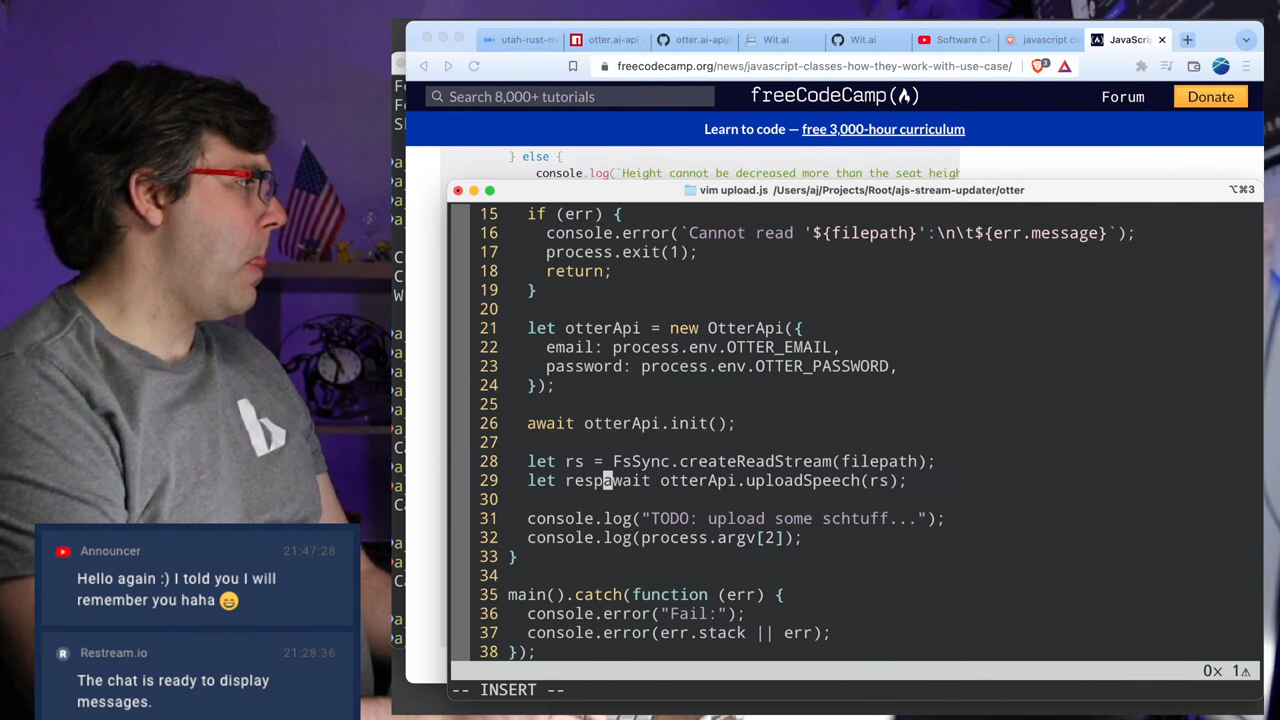 utah-rust-m
otter.ai-api
otter.ai-api/
Wit.ai
Wit.ai
Software Ca
javascript cl
JavaScri
freecodecamp.org/news/javascript-classes-how-they-work-with-use-case/
Search 8,000+ tutorials
freeCodeCamp
Forum
Donate
Learn to code — free 3,000-hour curriculum
} else {
console.log(`Height cannot be decreased more than the seat heigh
vim upload.js /Users/aj/Projects/Root/ajs-stream-updater/otter
⌥⌘3
15 if (err) {
16 console.error(`Cannot read '${filepath}':\n\t${err.message}`);
17 process.exit(1);
18 return;
19 }
20
21 let otterApi = new OtterApi({
22 email: process.env.OTTER_EMAIL,
23 password: process.env.OTTER_PASSWORD,
24 });
25
26 await otterApi.init();
27
28 let rs = FsSync.createReadStream(filepath);
29 let respawait otterApi.uploadSpeech(rs);
30
31 console.log("TODO: upload some schtuff...");
32 console.log(process.argv[2]);
33 }
34
35 main().catch(function (err) {
36 console.error("Fail:");
37 console.error(err.stack || err);
38 });
0× 1⚠
-- INSERT --
Announcer 21:47:28
Hello again :) I told you I will
remember you haha 😄
Restream.io 21:28:36
The chat is ready to display
messages.